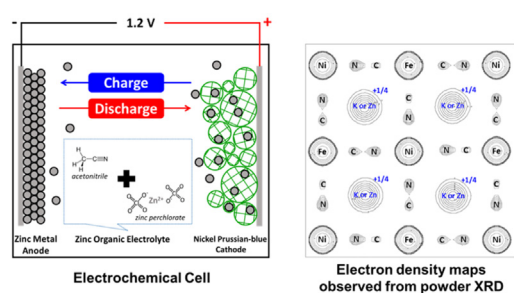 - 1.2 V +
Charge
Discharge
H₃C C≡N
acetonitrile
Zn²⁺
zinc perchlorate
Zinc Metal
Anode
Zinc Organic Electrolyte
Nickel Prussian-blue
Cathode
Electrochemical Cell
Ni N C Fe C N Ni
+1/4 +1/4
N C N
K or Zn K or Zn
C N C
Fe C N Ni N C Fe
+1/4 +1/4
C N C
K or Zn K or Zn
N C N
Ni N C Fe C N Ni
Electron density maps
observed from powder XRD